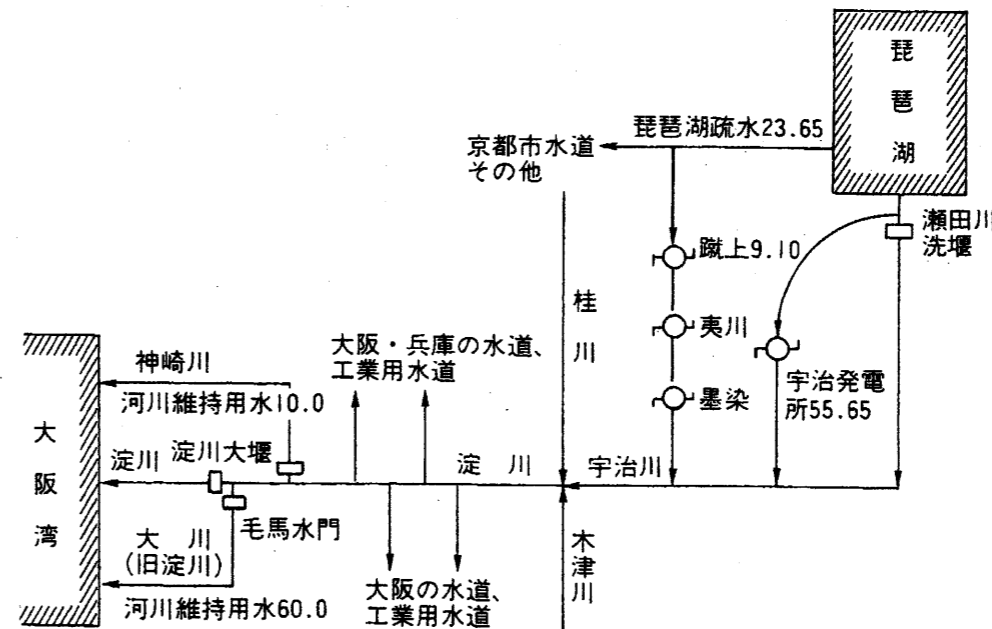 琵琶湖
琵琶湖疏水23.65
京都市水道
その他
瀬田川
洗堰
蹴上9.10
桂川
夷川
大阪・兵庫の水道、
工業用水道
神崎川
宇治発電
所55.65
墨染
河川維持用水10.0
大阪湾
淀川大堰
淀川
淀川
宇治川
毛馬水門
大川
(旧淀川)
木津川
大阪の水道、
工業用水道
河川維持用水60.0